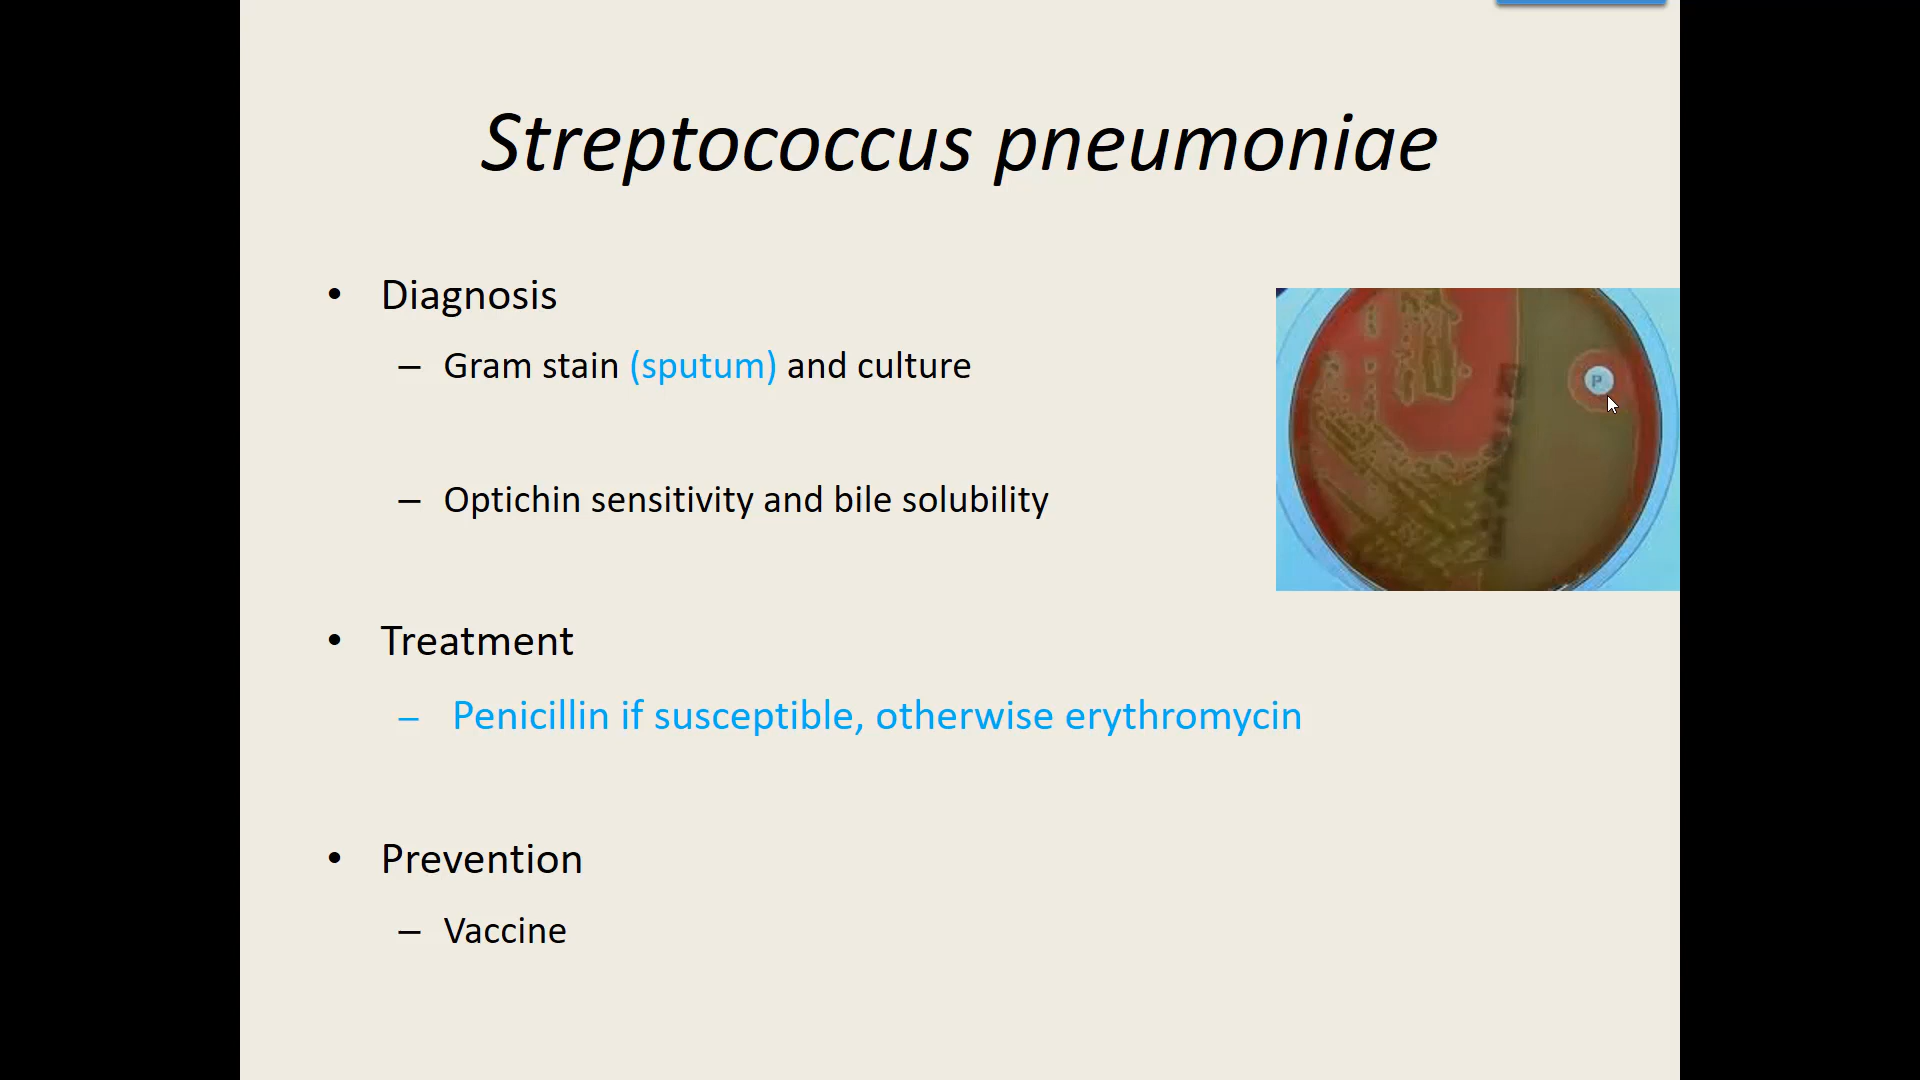 Streptococcus pneumoniae
• Diagnosis
– Gram stain (sputum) and culture
– Optichin sensitivity and bile solubility
• Treatment
– Penicillin if susceptible, otherwise erythromycin
• Prevention
– Vaccine
P